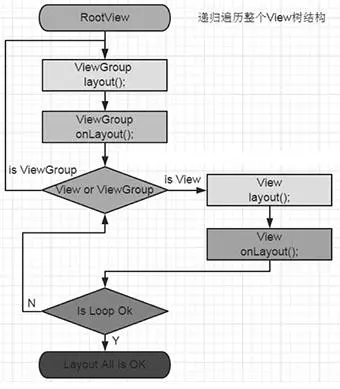 RootView
递归遍历整个View树结构
ViewGroup
layout();
ViewGroup
onLayout();
is ViewGroup
View or ViewGroup
is View
View
layout();
View
onLayout();
N
Is Loop Ok
Y
Layout All is OK